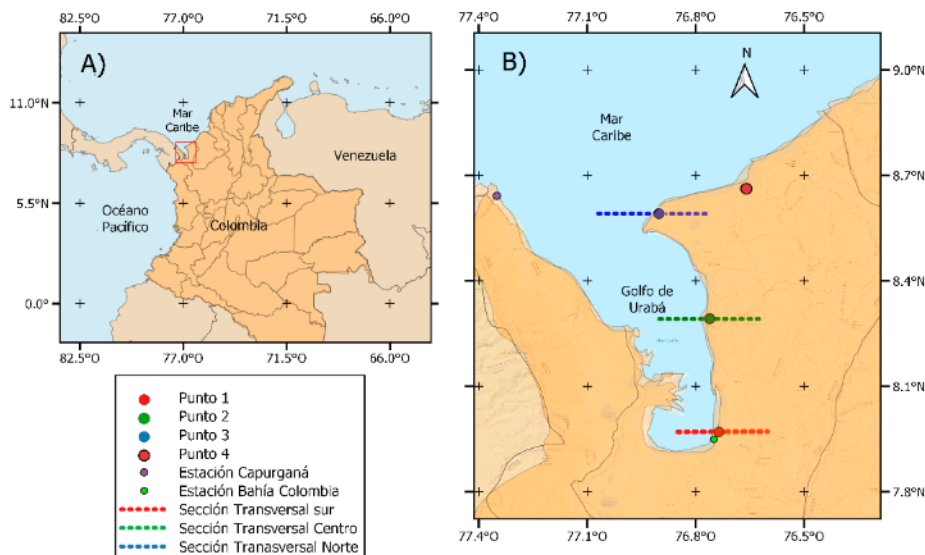 82.5°O 77.0°O 71.5°O 66.0°O
A)
11.0°N
Mar
Caribe
Venezuela
5.5°N
Océano
Pacífico
Colombia
0.0°
82.5°O 77.0°O 71.5°O 66.0°O
77.4°O 77.1°O 76.8°O 76.5°O
B)
N
9.0°N
Mar
Caribe
8.7°N
8.4°N
Golfo de
Urabá
8.1°N
7.8°N
77.4°O 77.1°O 76.8°O 76.5°O
Punto 1
Punto 2
Punto 3
Punto 4
Estación Capurganá
Estación Bahía Colombia
Sección Transversal sur
Sección Transversal Centro
Sección Tranasversal Norte